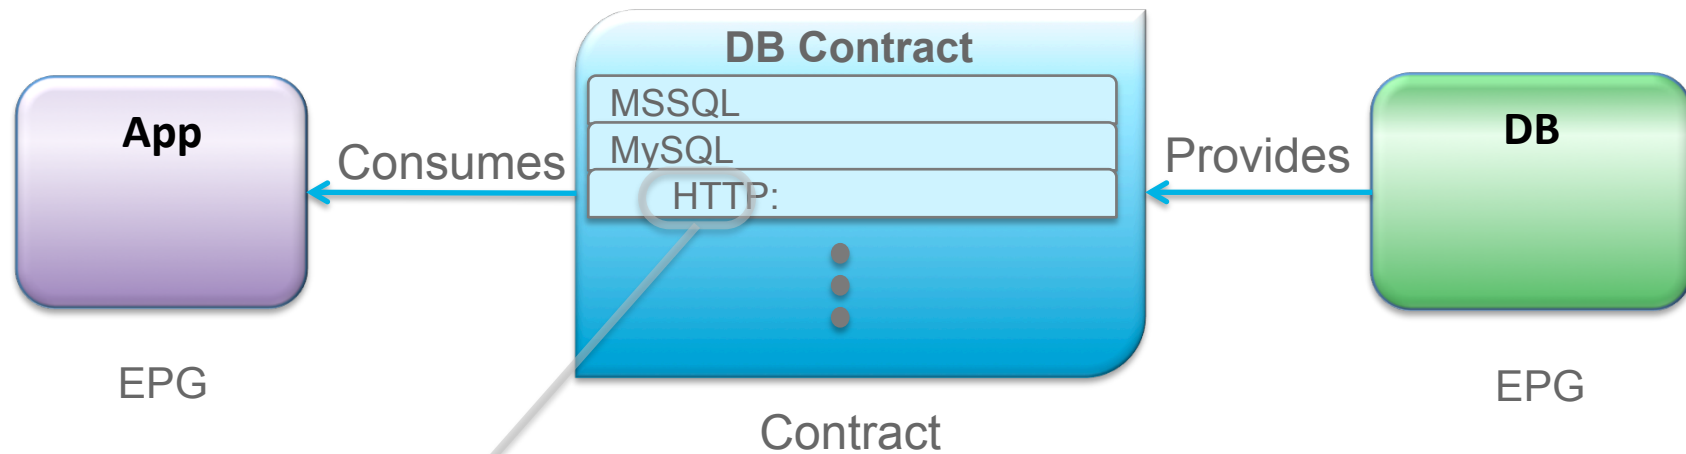 DB Contract
MSSQL
MySQL
HTTP:
App
Consumes
Provides
DB
EPG
Contract
EPG